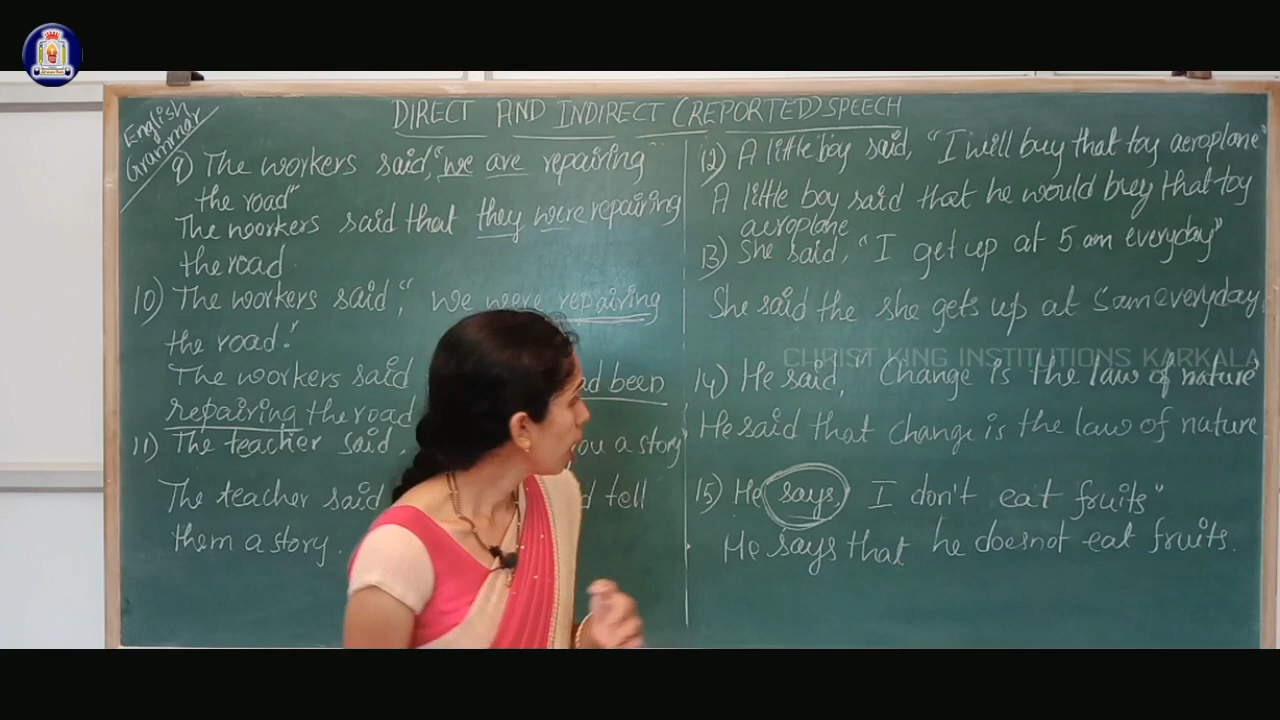 English
Grammar
DIRECT AND INDIRECT (REPORTED) SPEECH
9) The workers said, "we are repairing
the road"
The workers said that they were repairing
the road
10) The workers said, " we were repairing
the road."
The workers said ad been
repairing the road
11) The teacher said, ou a story"
The teacher said d tell
them a story.
12) A little boy said, "I will buy that toy aeroplane"
A little boy said that he would buy that toy
aeroplane
13) She said, "I get up at 5 am everyday"
She said the she gets up at 5am everyday.
CHRIST KING INSTITUTIONS KARKALA
14) He said, " Change is the law of nature
He said that change is the law of nature
15) He says, I don't eat fruits"
He says that he doesnot eat fruits.